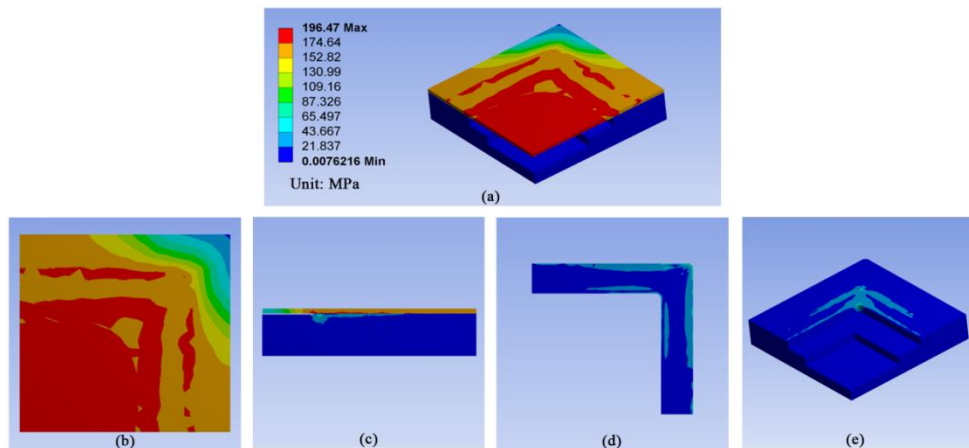 196.47 Max
174.64
152.82
130.99
109.16
87.326
65.497
43.667
21.837
0.0076216 Min
Unit: MPa
(a)
(b)
(c)
(d)
(e)